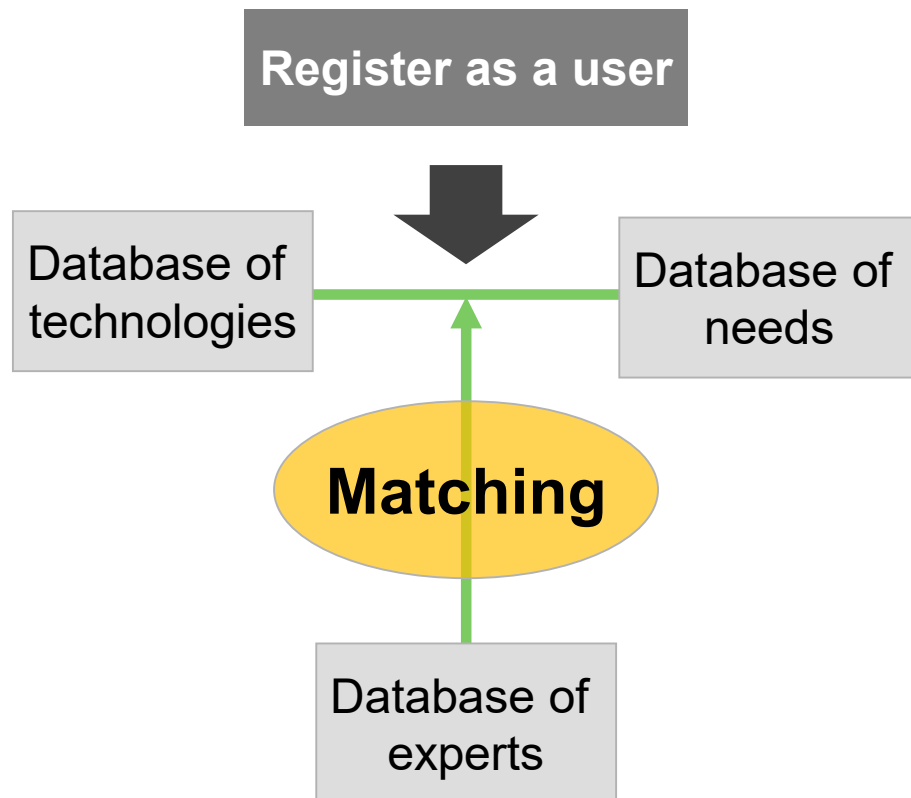 Register as a user
Database of
technologies
Database of
needs
Matching
Database of
experts